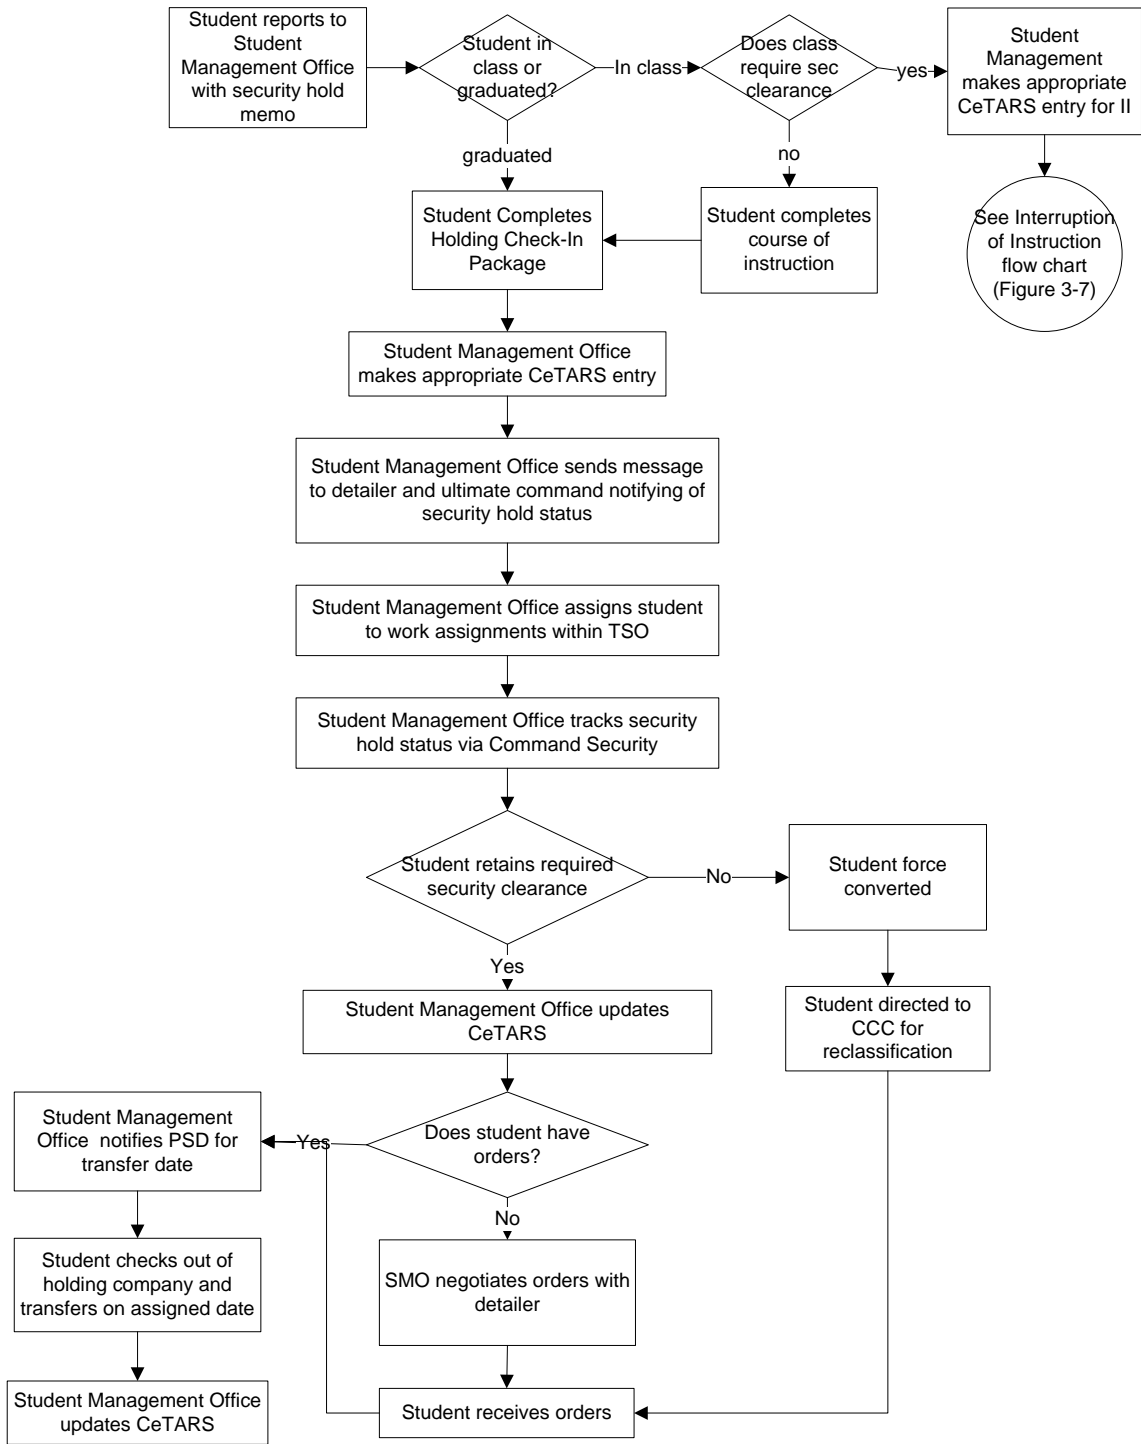 Student reports to
Student
Management Office
with security hold
memo
Student in
class or
graduated?
In class
Does class
require sec
clearance
yes
Student
Management
makes appropriate
CeTARS entry for II
graduated
no
See Interruption
of Instruction
flow chart
(Figure 3-7)
Student Completes
Holding Check-In
Package
Student completes
course of
instruction
Student Management Office
makes appropriate CeTARS entry
Student Management Office sends message
to detailer and ultimate command notifying of
security hold status
Student Management Office assigns student
to work assignments within TSO
Student Management Office tracks security
hold status via Command Security
Student retains required
security clearance
No
Student force
converted
Yes
Student Management Office updates
CeTARS
Student directed to
CCC for
reclassification
Student Management
Office notifies PSD for
transfer date
Yes
Does student have
orders?
No
Student checks out of
holding company and
transfers on assigned date
SMO negotiates orders with
detailer
Student Management Office
updates CeTARS
Student receives orders